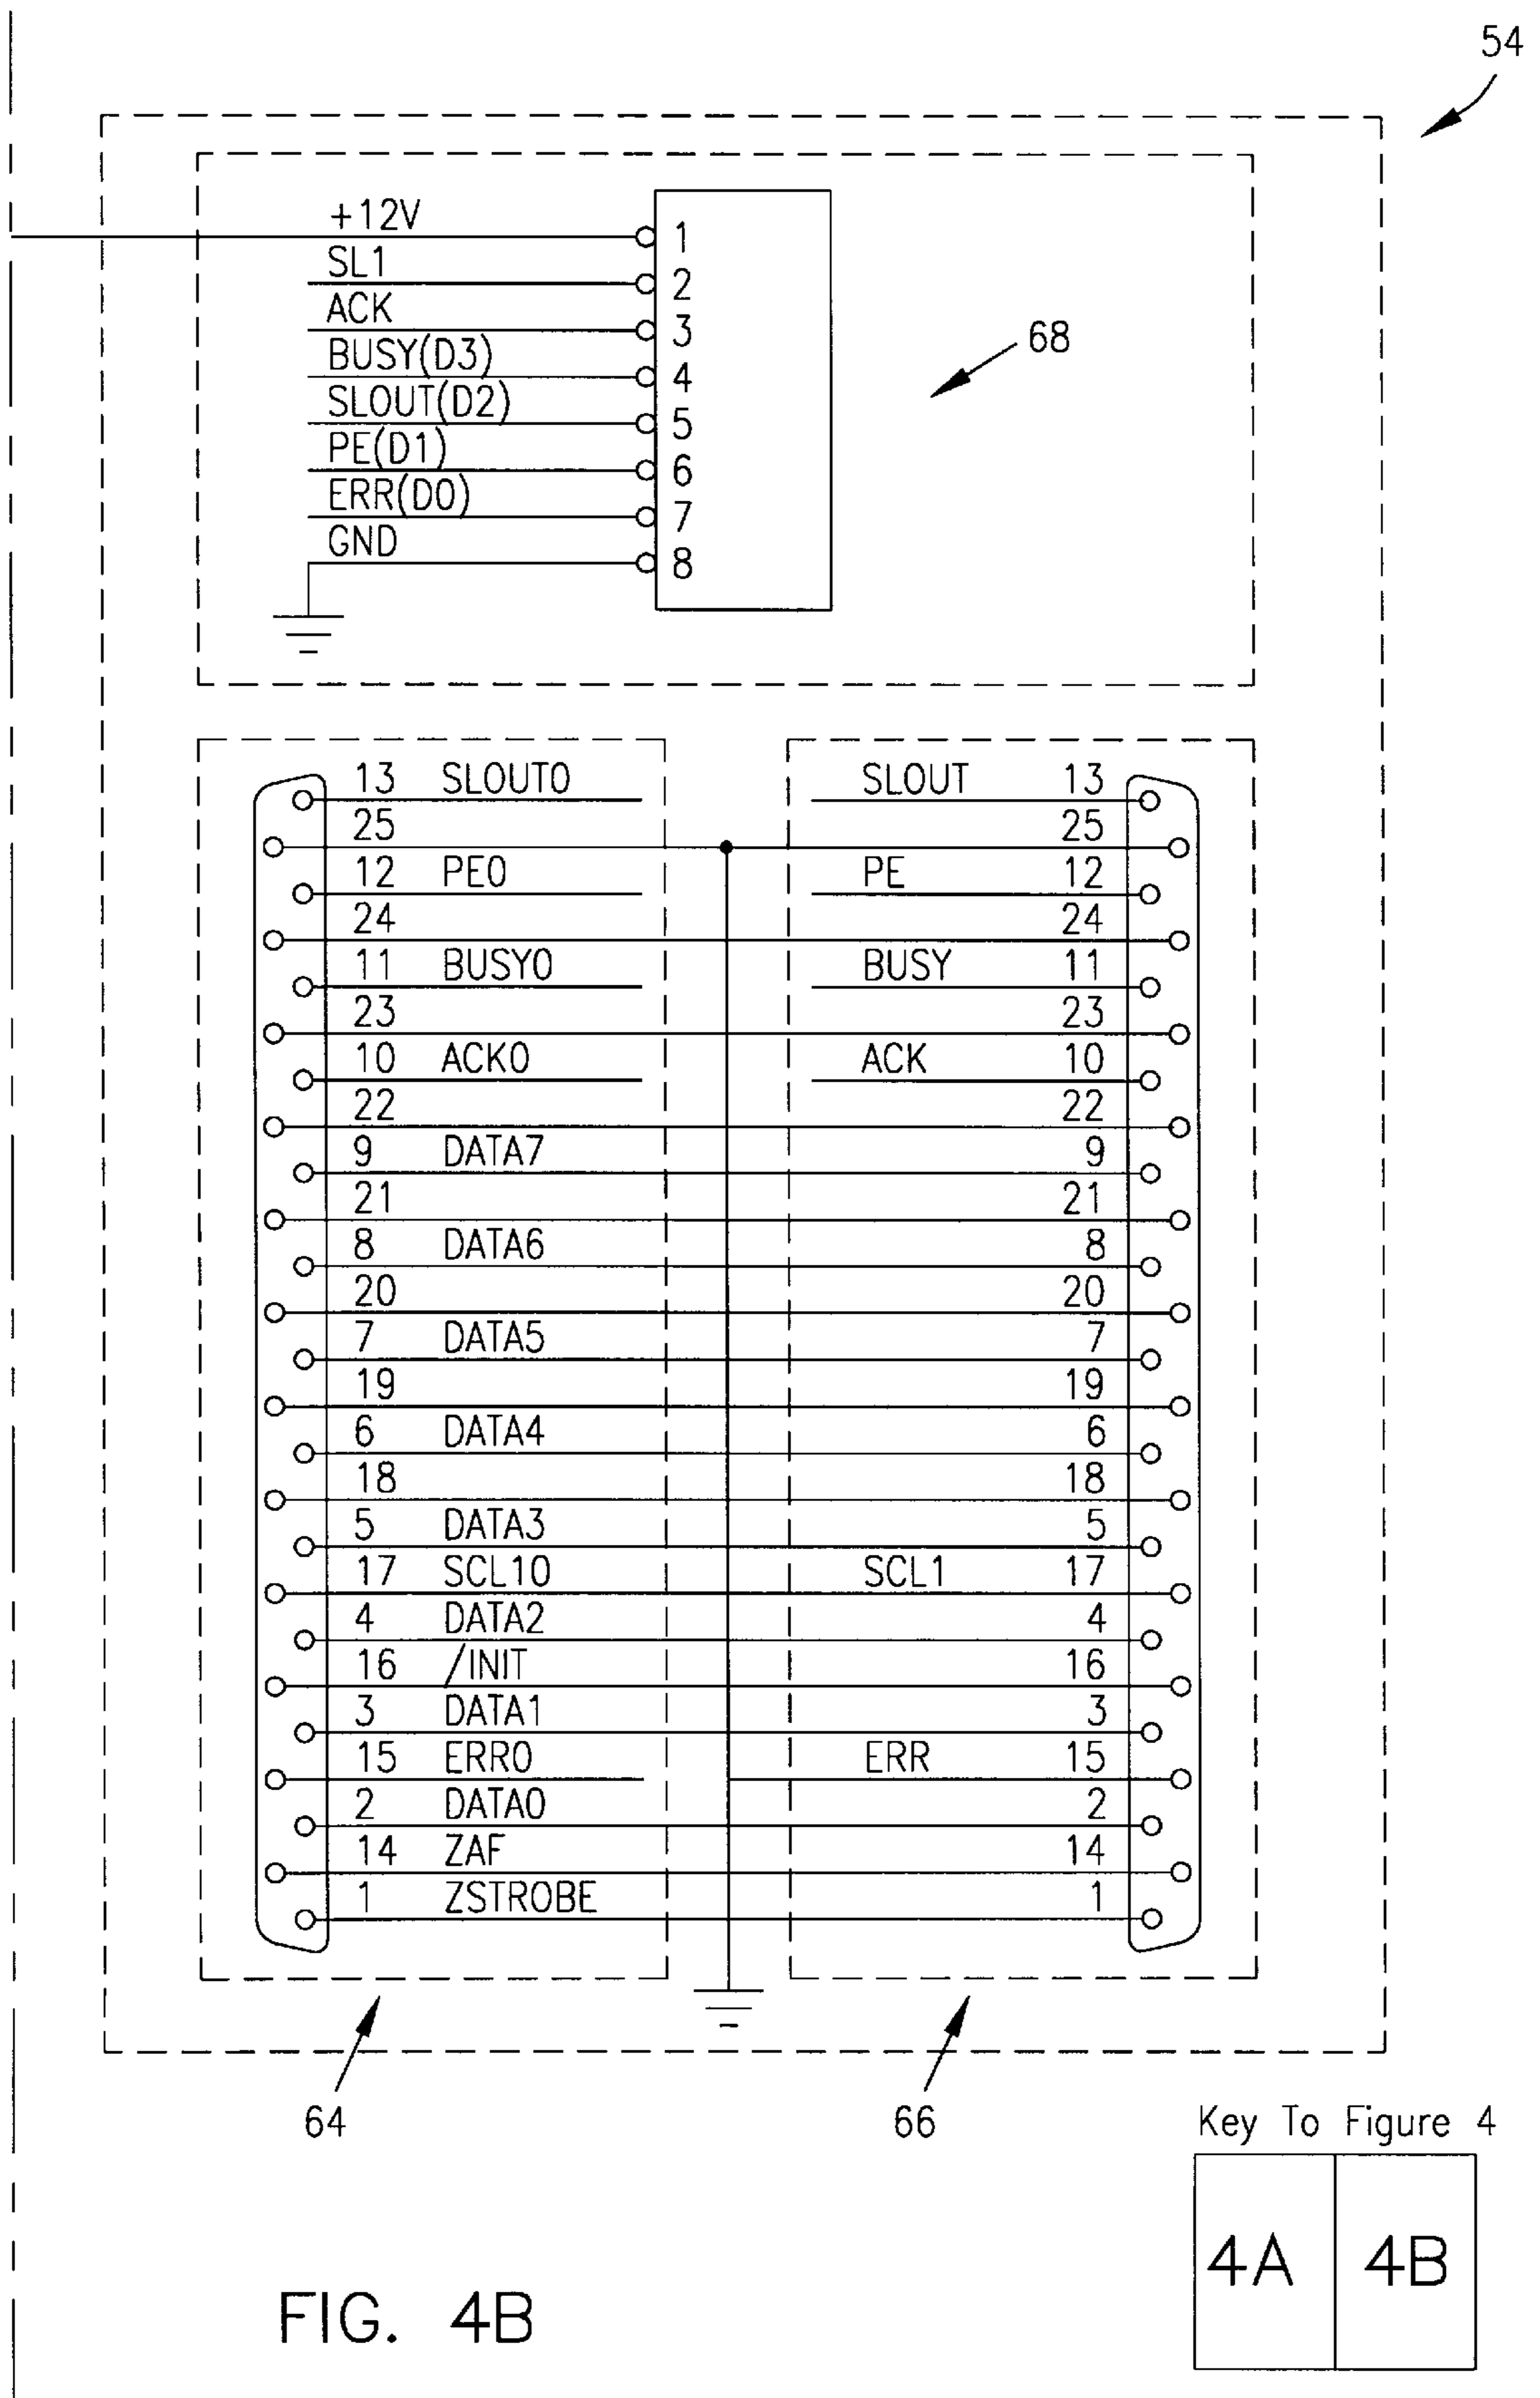 54
+12V 1
SL1 2
ACK 3
BUSY(D3) 4
SLOUT(D2) 5
PE(D1) 6
ERR(D0) 7
GND 8
68
13 SLOUT0 SLOUT 13
25 25
12 PE0 PE 12
24 24
11 BUSY0 BUSY 11
23 23
10 ACK0 ACK 10
22 22
9 DATA7 9
21 21
8 DATA6 8
20 20
7 DATA5 7
19 19
6 DATA4 6
18 18
5 DATA3 5
17 SCL10 SCL1 17
4 DATA2 4
16 /INIT 16
3 DATA1 3
15 ERR0 ERR 15
2 DATA0 2
14 ZAF 14
1 ZSTROBE 1
64 66
Key To Figure 4
4A 4B
FIG. 4B